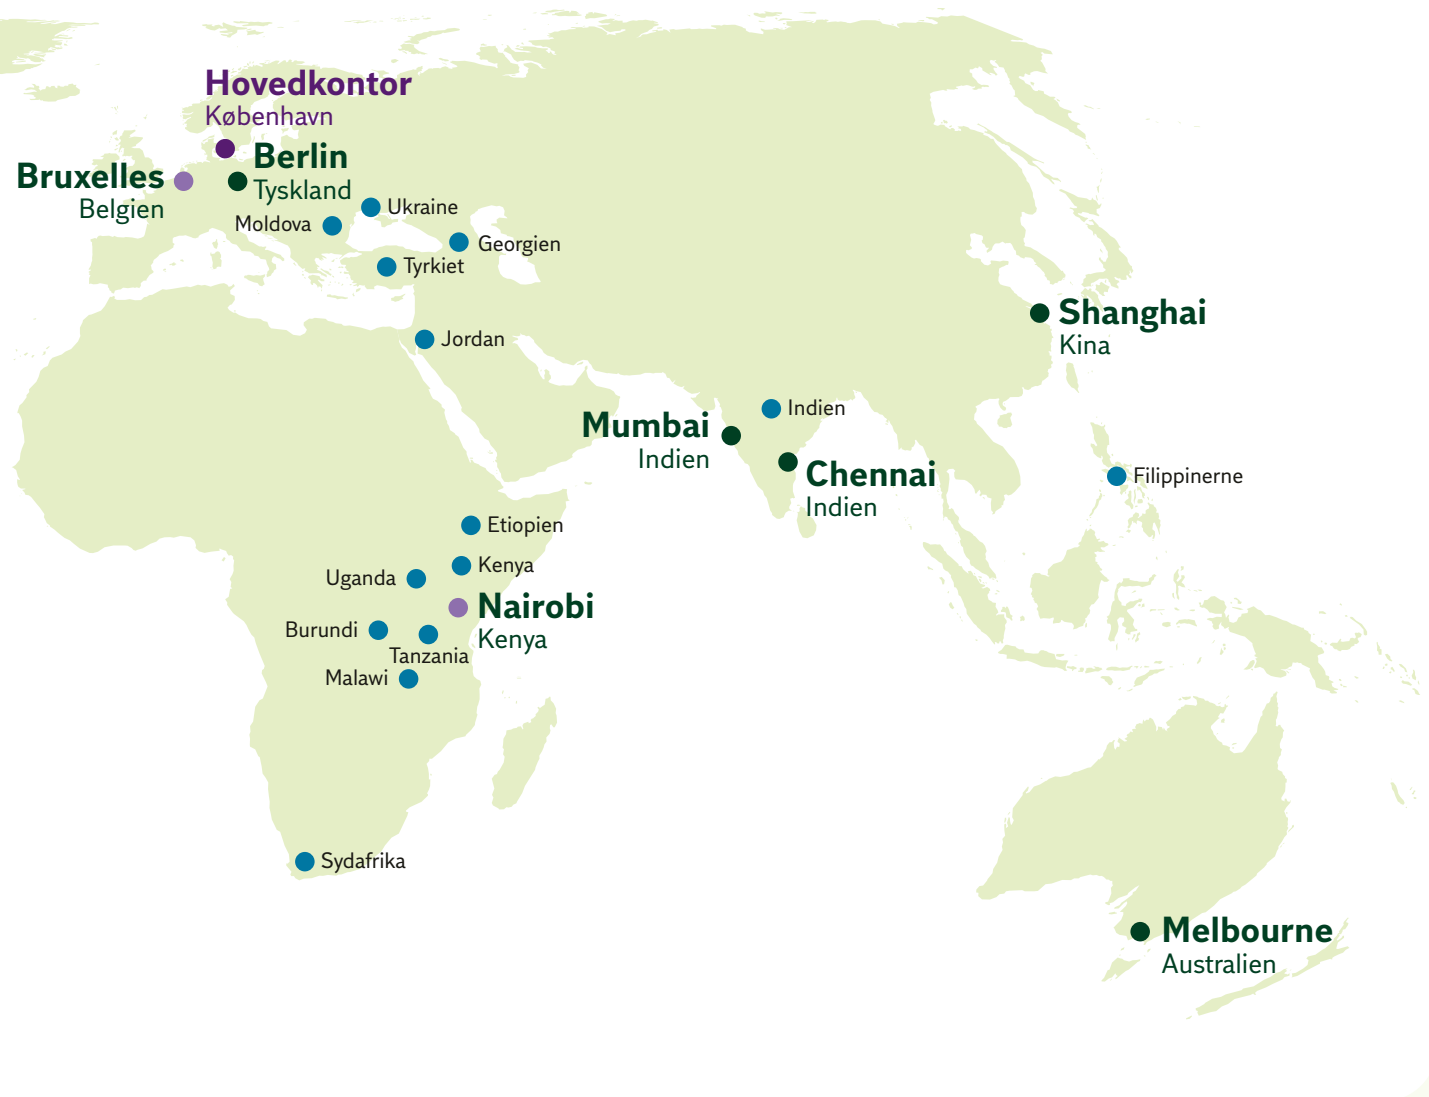 Hovedkontor
København
Berlin
Tyskland
Bruxelles
Belgien
Ukraine
Moldova
Georgien
Tyrkiet
Jordan
Shanghai
Kina
Indien
Mumbai
Indien
Chennai
Indien
Filippinerne
Etiopien
Kenya
Uganda
Nairobi
Kenya
Burundi
Tanzania
Malawi
Sydafrika
Melbourne
Australien